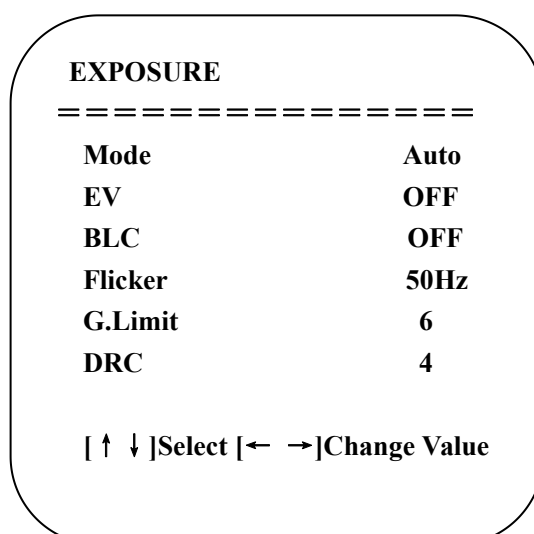 EXPOSURE
===============
Mode Auto
EV OFF
BLC OFF
Flicker 50Hz
G.Limit 6
DRC 4
[↑ ↓]Select [← →]Change Value